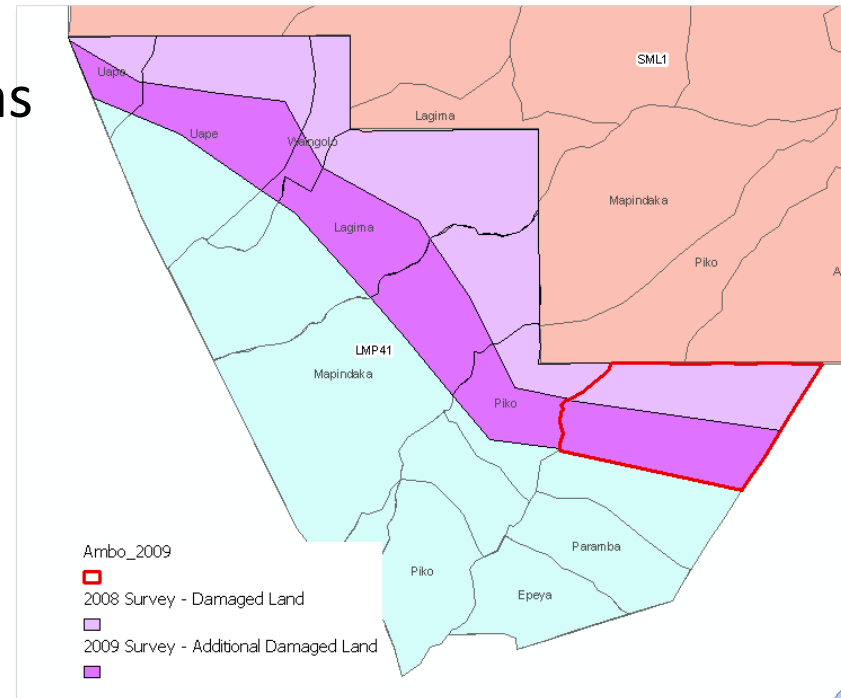 ns
SML1
Uape
Lagima
Uape
Waingolo
Mapindaka
Lagima
Piko
A
LMP41
Mapindaka
Piko
Paramba
Piko
Epeya
Ambo_2009
2008 Survey - Damaged Land
2009 Survey - Additional Damaged Land